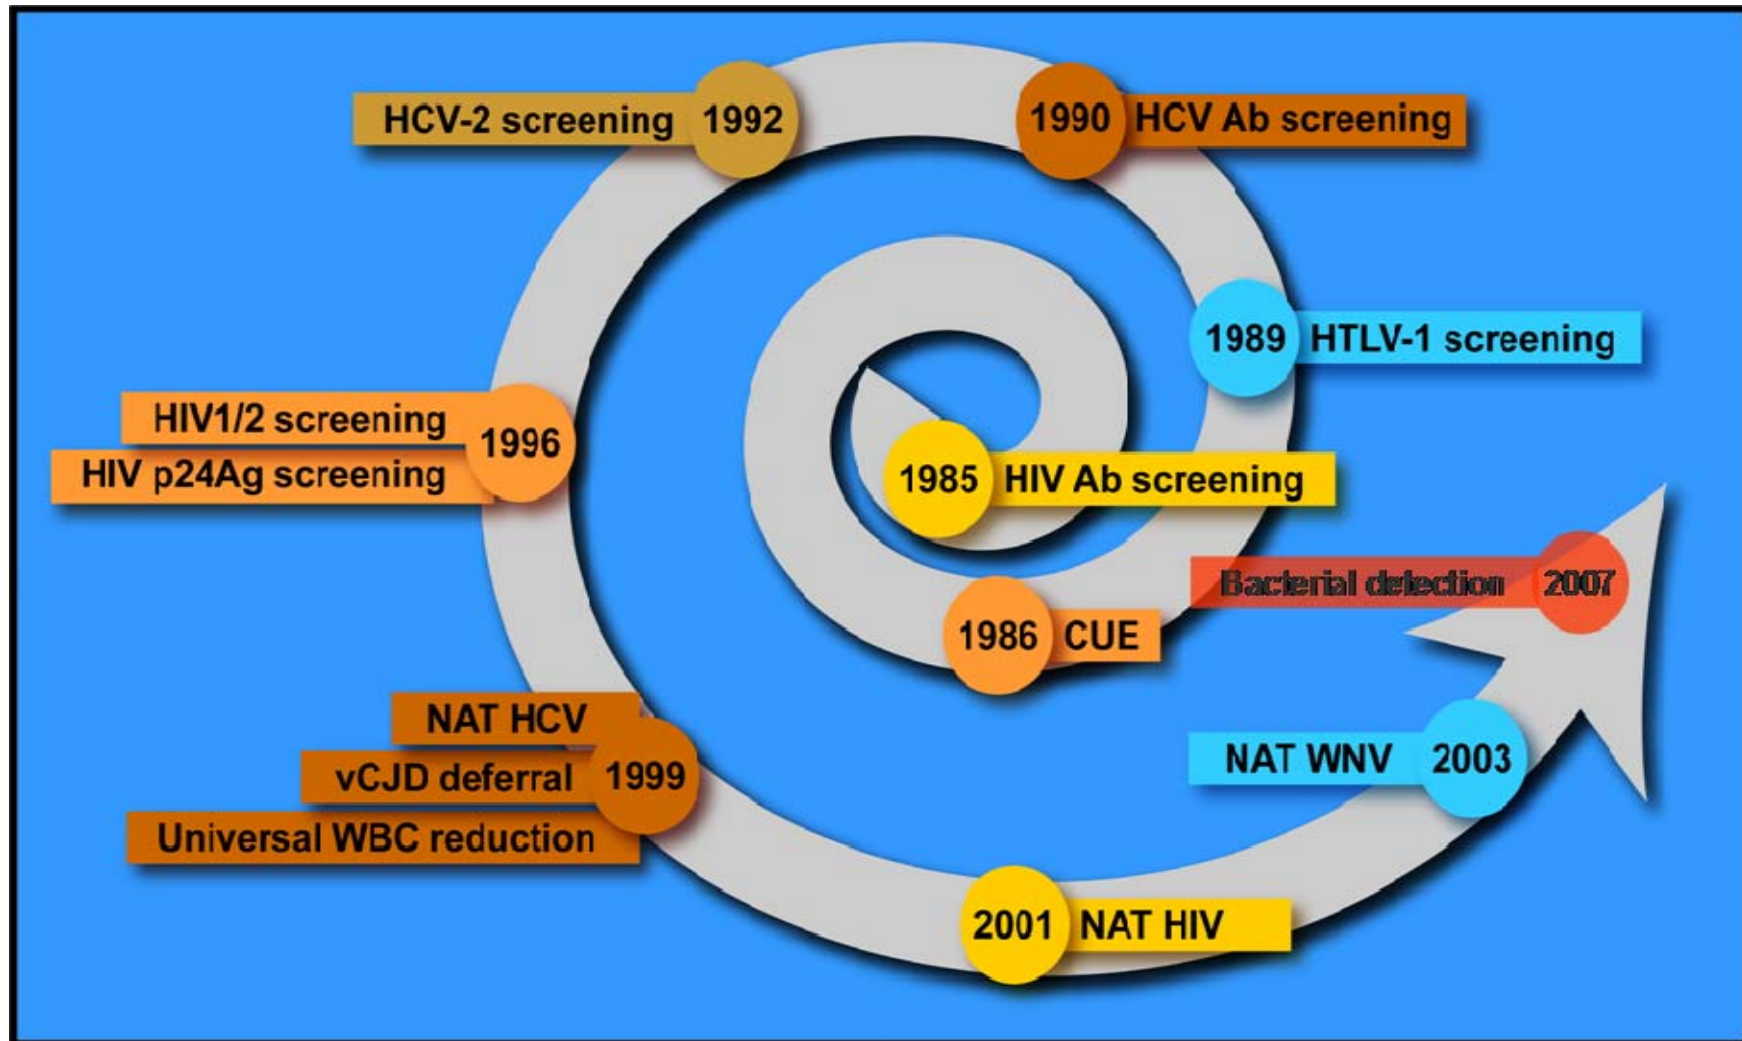 HCV-2 screening 1992
1990 HCV Ab screening
1989 HTLV-1 screening
HIV1/2 screening
HIV p24Ag screening
1996
1985 HIV Ab screening
Bacterial detection 2007
1986 CUE
NAT HCV
vCJD deferral
Universal WBC reduction
1999
NAT WNV 2003
2001 NAT HIV